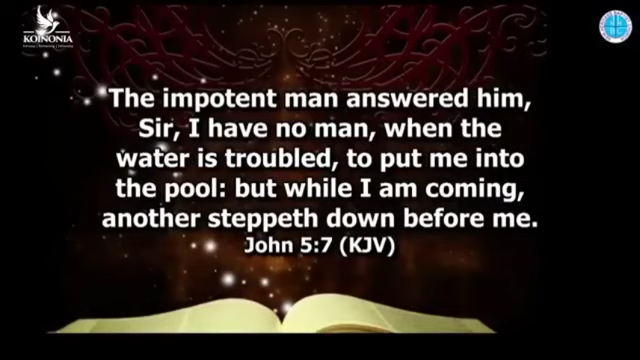 KOINONIA
The impotent man answered him,
Sir, I have no man, when the
water is troubled, to put me into
the pool: but while I am coming,
another steppeth down before me.
John 5:7 (KJV)